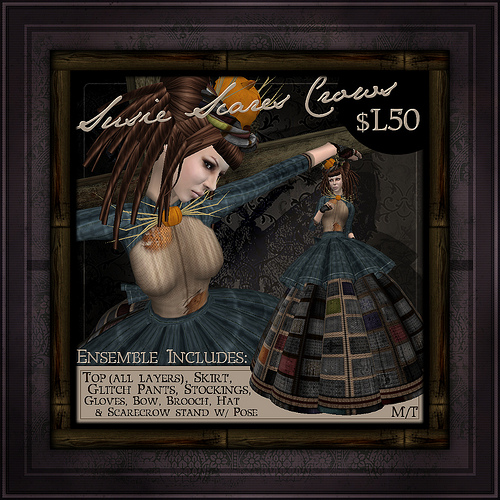 Susie Scares Crows
$L50
Ensemble Includes:
Top (all layers), Skirt,
Glitch Pants, Stockings,
Gloves, Bow, Brooch, Hat
& Scarecrow stand w/ Pose
M/T